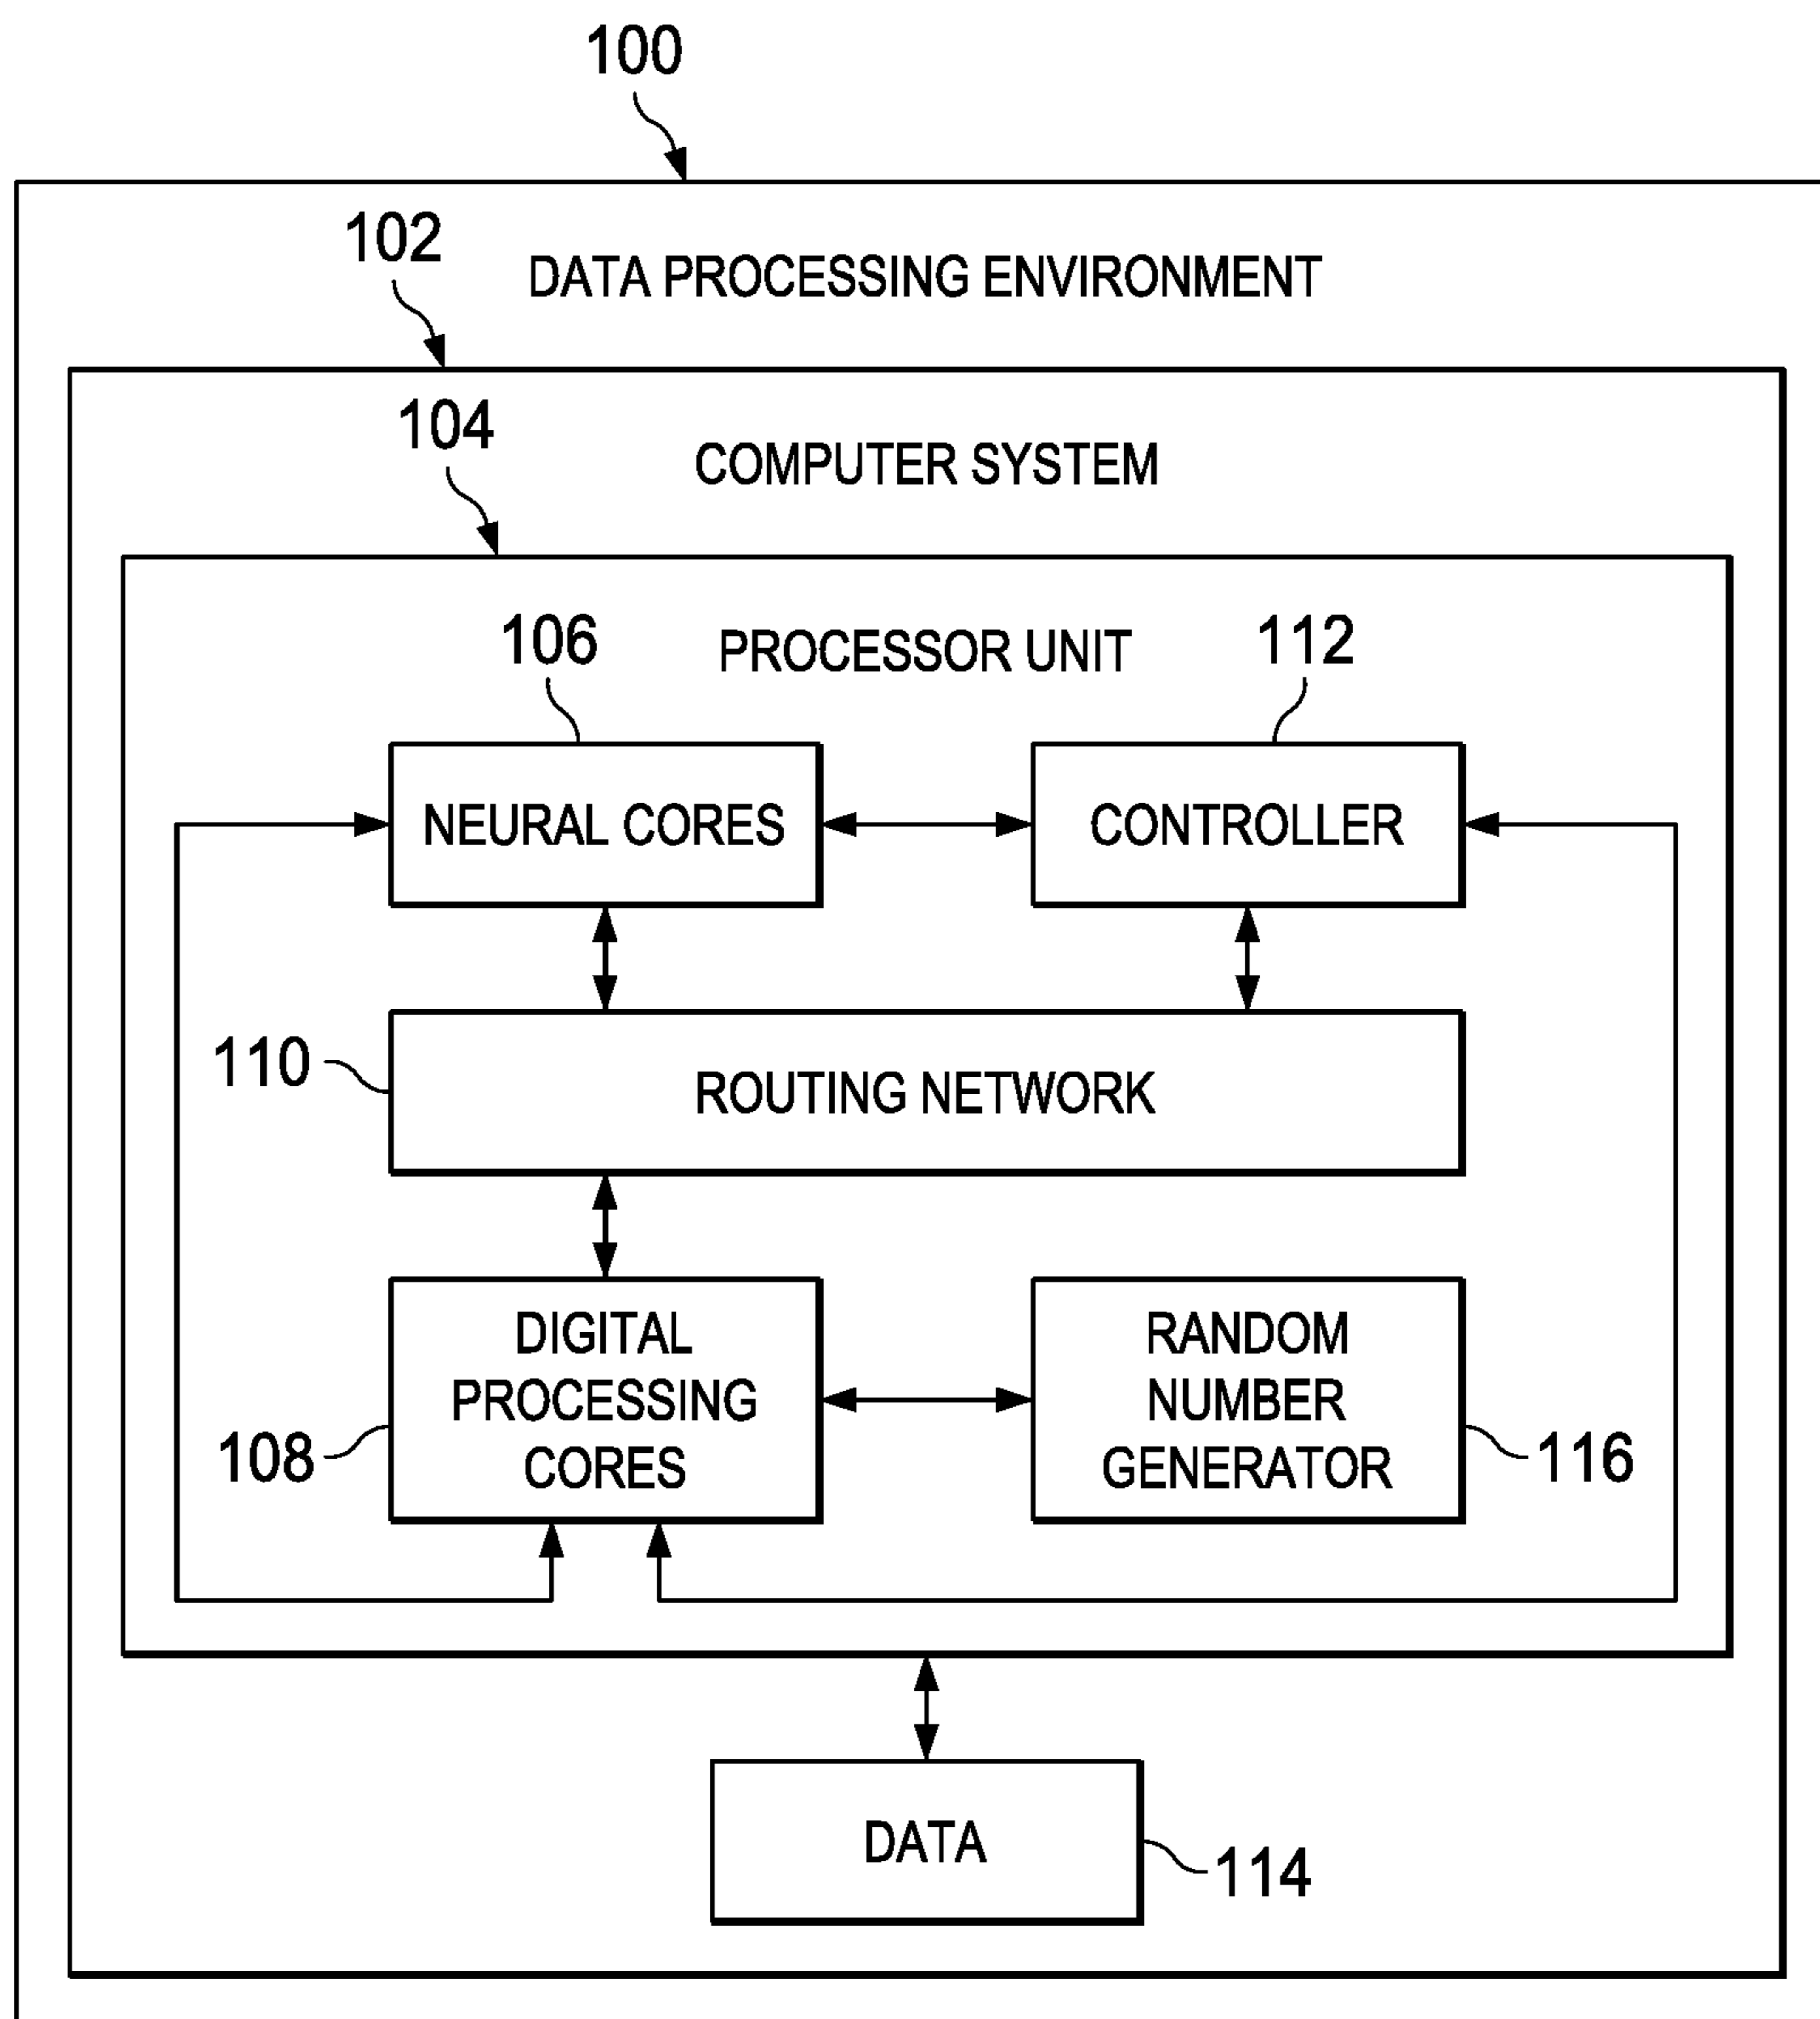 100
102
DATA PROCESSING ENVIRONMENT
104
COMPUTER SYSTEM
106
PROCESSOR UNIT
112
NEURAL CORES
CONTROLLER
110
ROUTING NETWORK
DIGITAL
PROCESSING
CORES
108
RANDOM
NUMBER
GENERATOR
116
DATA
114